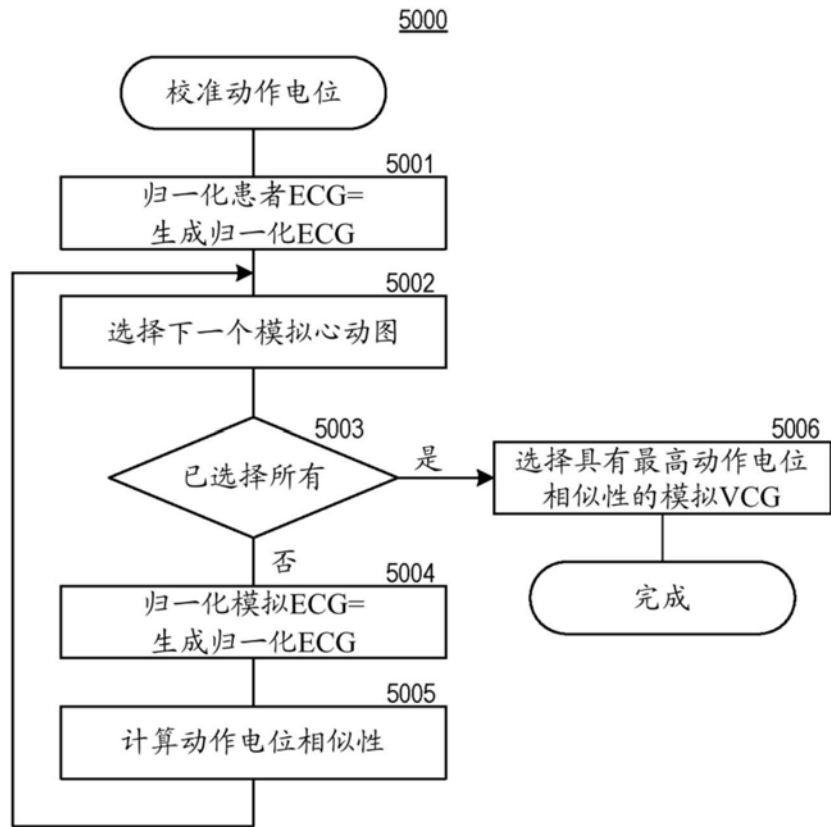 5000
校准动作电位
5001
归一化患者ECG=
生成归一化ECG
5002
选择下一个模拟心动图
5003
已选择所有
是
5006
选择具有最高动作电位
相似性的模拟VCG
否
完成
5004
归一化模拟ECG=
生成归一化ECG
5005
计算动作电位相似性